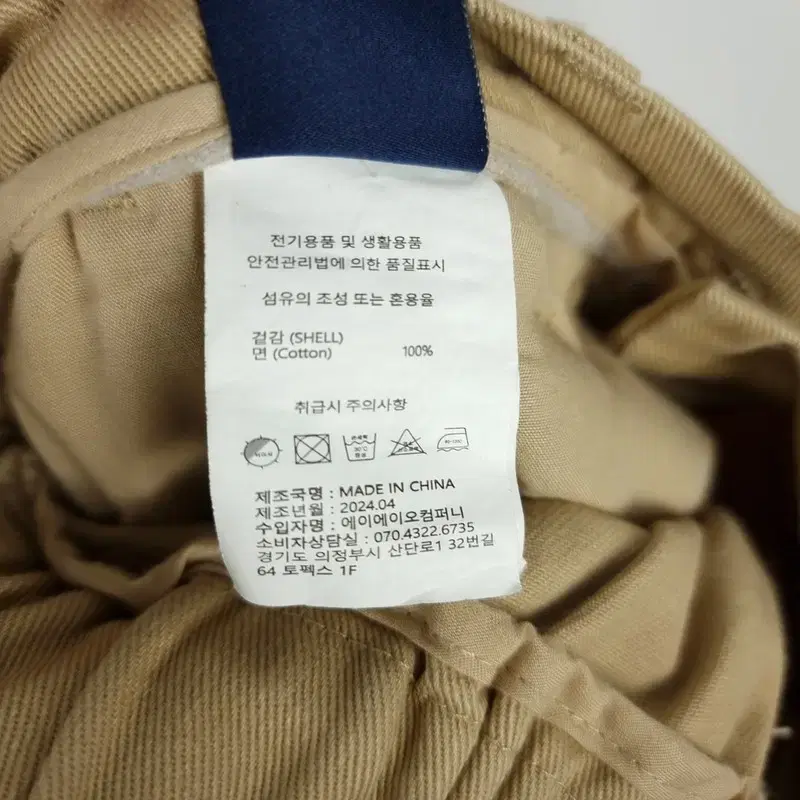 전기용품 및 생활용품
안전관리법에 의한 품질표시
섬유의 조성 또는 혼용율
겉감 (SHELL)
면 (Cotton) 100%
취급시 주의사항
30℃
제조국명 : MADE IN CHINA
제조년월 : 2024.04
수입자명 : 에이에이오컴퍼니
소비자상담실 : 070.4322.6735
경기도 의정부시 산단로1 32번길
64 토펙스 1F